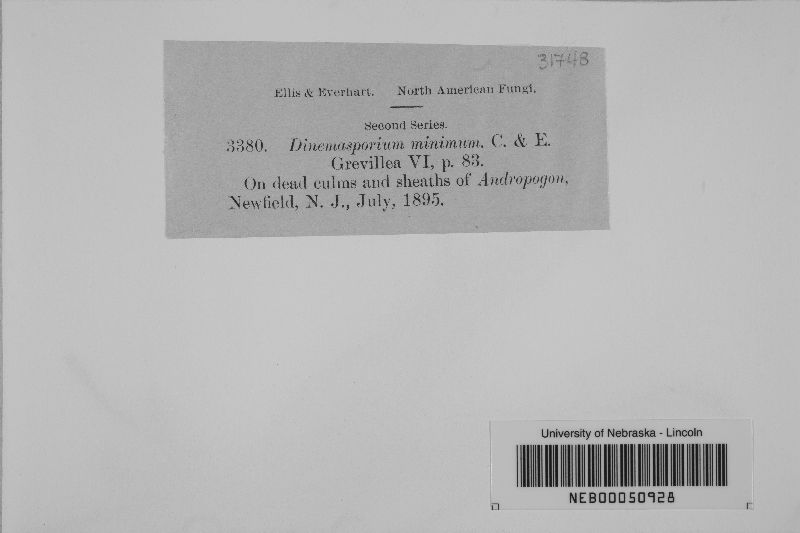 31748
Ellis & Everhart. North American Fungi.
Second Series.
3380. Dinemasporium minimum, C. & E.
Grevillea VI, p. 83.
On dead culms and sheaths of Andropogon,
Newfield, N. J., July, 1895.
University of Nebraska - Lincoln
NEB00050928